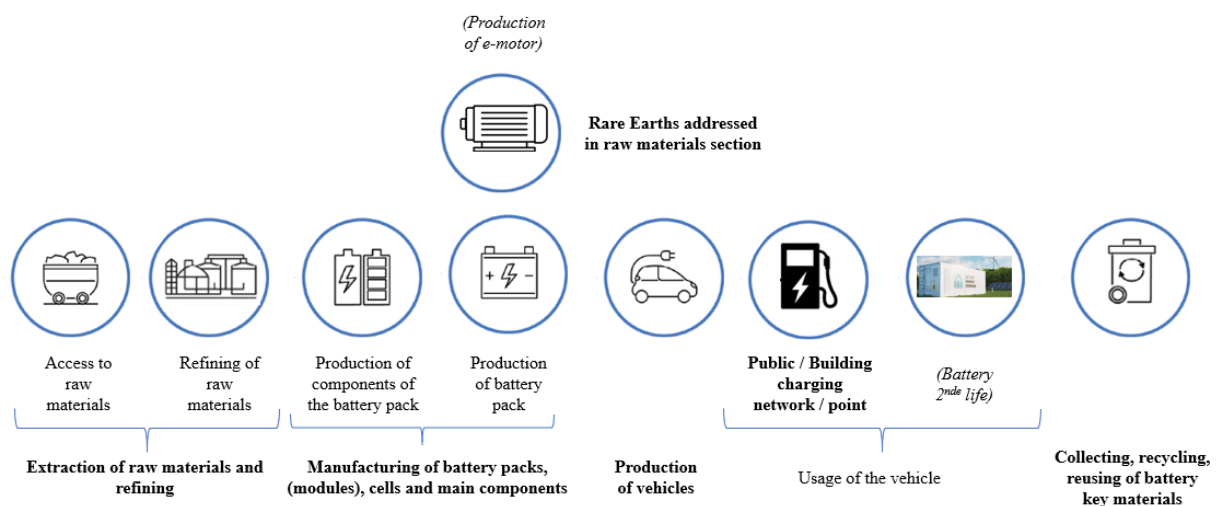 (Production
of e-motor)
Rare Earths addressed
in raw materials section
Access to
raw
materials
Refining of
raw
materials
Production of
components of
the battery pack
Production
of battery
pack
Public / Building
charging
network / point
(Battery
2nde life)
Extraction of raw materials and
refining
Manufacturing of battery packs,
(modules), cells and main components
Production
of vehicles
Usage of the vehicle
Collecting, recycling,
reusing of battery
key materials